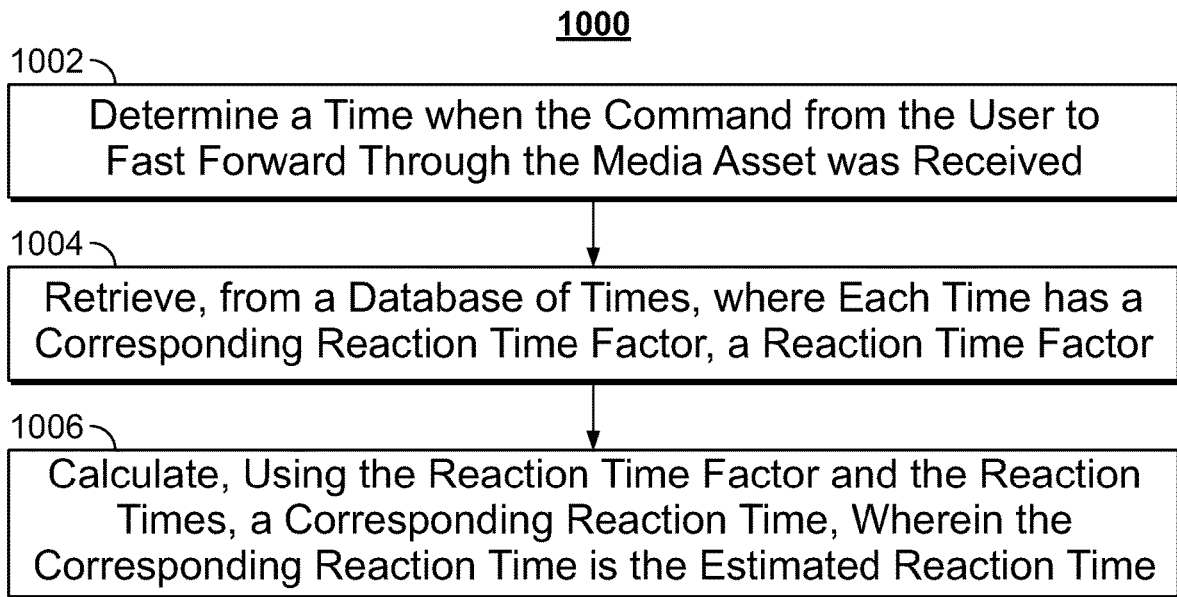 1000
1002
Determine a Time when the Command from the User to
Fast Forward Through the Media Asset was Received
1004
Retrieve, from a Database of Times, where Each Time has a
Corresponding Reaction Time Factor, a Reaction Time Factor
1006
Calculate, Using the Reaction Time Factor and the Reaction
Times, a Corresponding Reaction Time, Wherein the
Corresponding Reaction Time is the Estimated Reaction Time